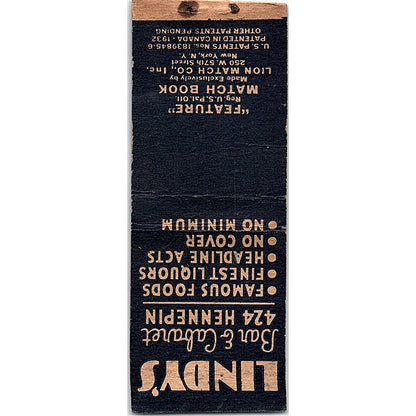 LINDY'S
Bar & Cabaret
424 HENNEPIN
• FAMOUS FOODS
• FINEST LIQUORS
• HEADLINE ACTS
• NO COVER
• NO MINIMUM
"FEATURE"
Reg. U.S. Pat. Off.
MATCH BOOK
Made Exclusively by
LION MATCH CO., Inc.
250 W. 57th Street
New York, N.Y.
U.S. PATENTS Nos. 1839845-6
PATENTED IN CANADA - 1932
OTHER PATENTS PENDING